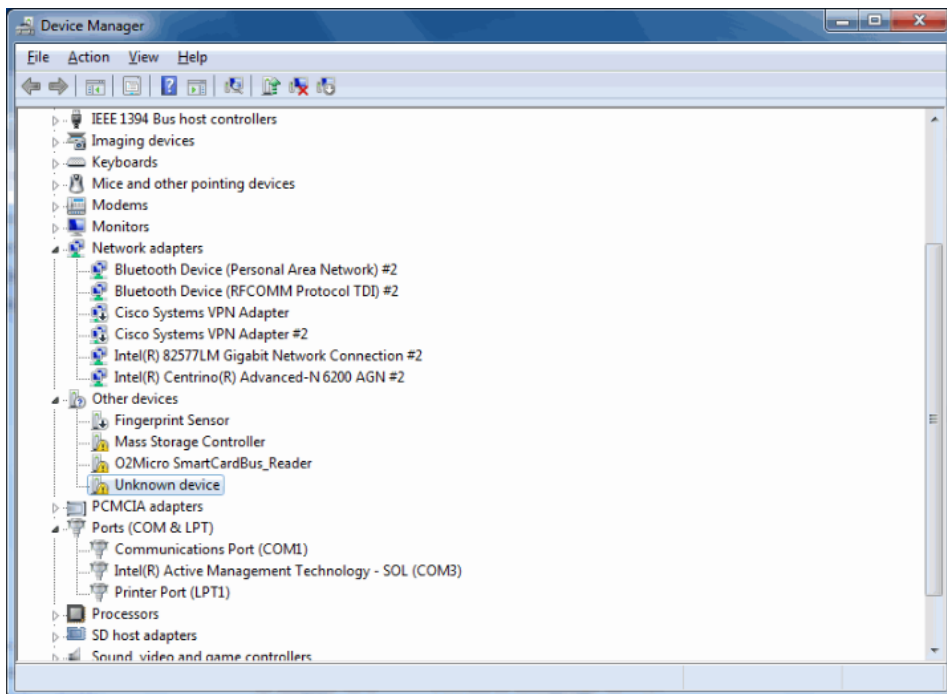 Device Manager
File Action View Help
IEEE 1394 Bus host controllers
Imaging devices
Keyboards
Mice and other pointing devices
Modems
Monitors
Network adapters
Bluetooth Device (Personal Area Network) #2
Bluetooth Device (RFCOMM Protocol TDI) #2
Cisco Systems VPN Adapter
Cisco Systems VPN Adapter #2
Intel(R) 82577LM Gigabit Network Connection #2
Intel(R) Centrino(R) Advanced-N 6200 AGN #2
Other devices
Fingerprint Sensor
Mass Storage Controller
O2Micro SmartCardBus_Reader
Unknown device
PCMCIA adapters
Ports (COM & LPT)
Communications Port (COM1)
Intel(R) Active Management Technology - SOL (COM3)
Printer Port (LPT1)
Processors
SD host adapters
Sound, video and game controllers